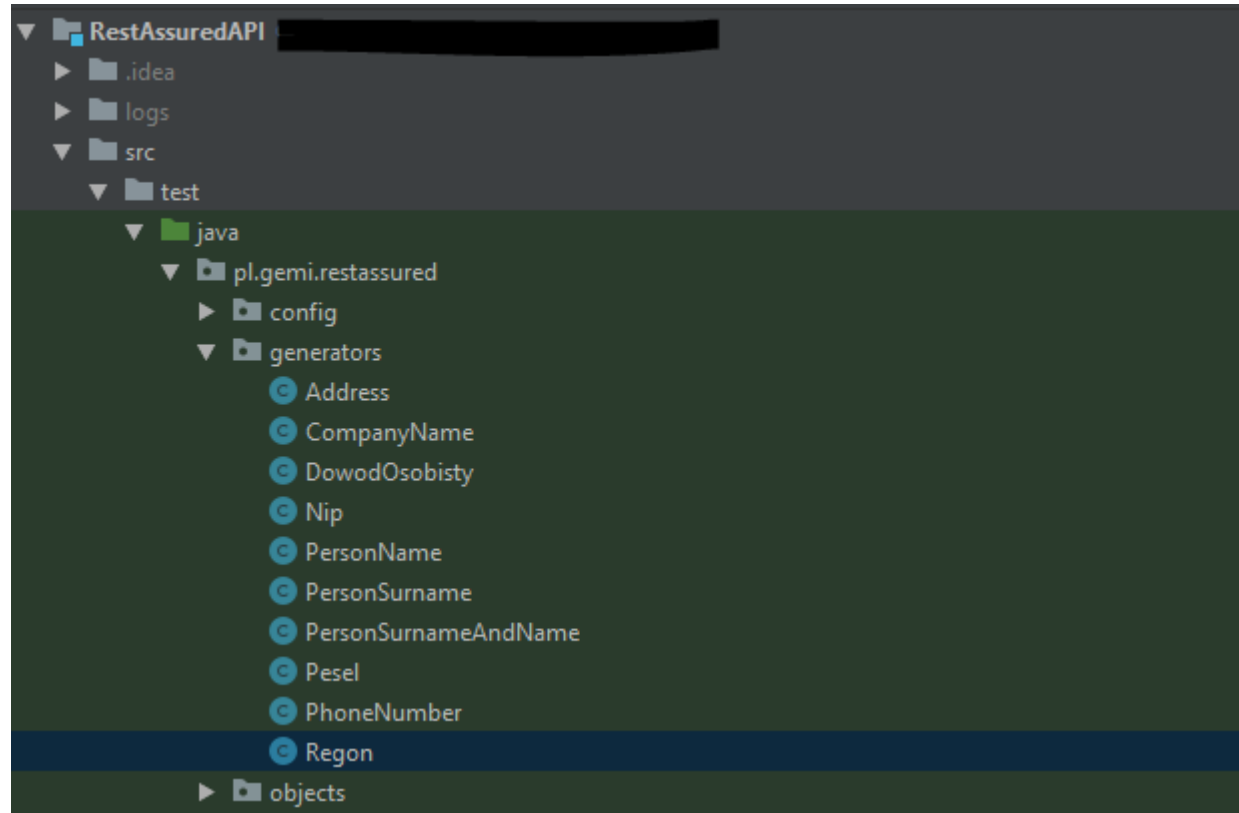 RestAssuredAPI
.idea
logs
src
test
java
pl.gemi.restassured
config
generators
C Address
C CompanyName
C DowodOsobisty
C Nip
C PersonName
C PersonSurname
C PersonSurnameAndName
C Pesel
C PhoneNumber
C Regon
objects